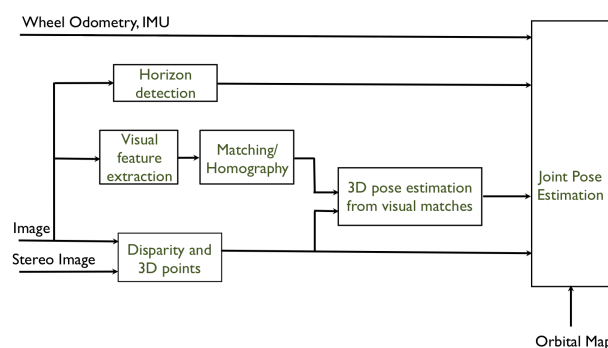 Wheel Odometry, IMU
Horizon
detection
Visual
feature
extraction
Matching/
Homography
3D pose estimation
from visual matches
Joint Pose
Estimation
Image
Stereo Image
Disparity and
3D points
Orbital Map